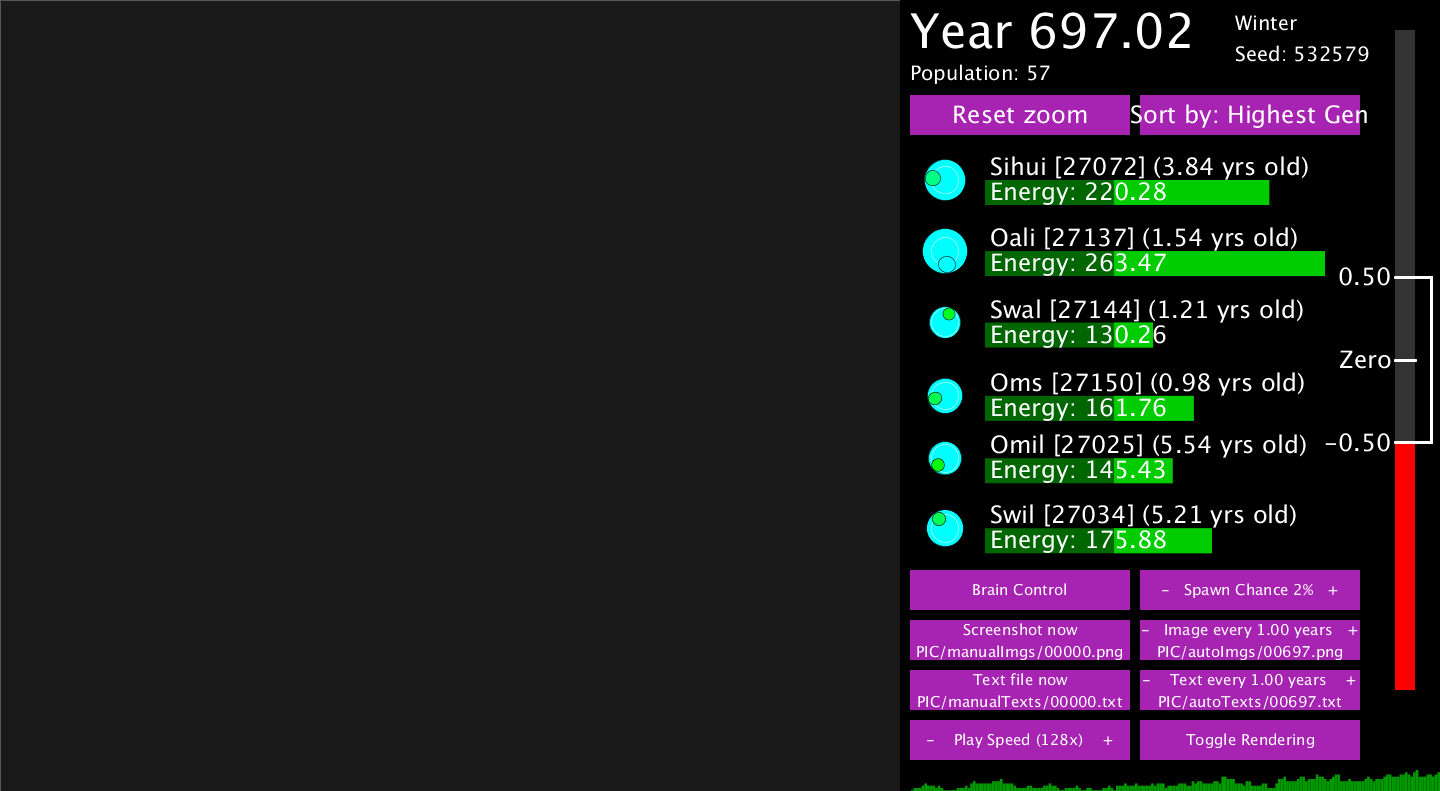 Year 697.02
Winter
Seed: 532579
Population: 57
Reset zoom
Sort by: Highest Gen
Sihui [27072] (3.84 yrs old)
Energy: 220.28
Oali [27137] (1.54 yrs old)
Energy: 263.47
0.50
Swal [27144] (1.21 yrs old)
Energy: 130.26
Zero
Oms [27150] (0.98 yrs old)
Energy: 161.76
Omil [27025] (5.54 yrs old)
-0.50
Energy: 145.43
Swil [27034] (5.21 yrs old)
Energy: 175.88
Brain Control
- Spawn Chance 2% +
Screenshot now
PIC/manualImgs/00000.png
- Image every 1.00 years +
PIC/autoImgs/00697.png
Text file now
PIC/manualTexts/00000.txt
- Text every 1.00 years +
PIC/autoTexts/00697.txt
- Play Speed (128x) +
Toggle Rendering